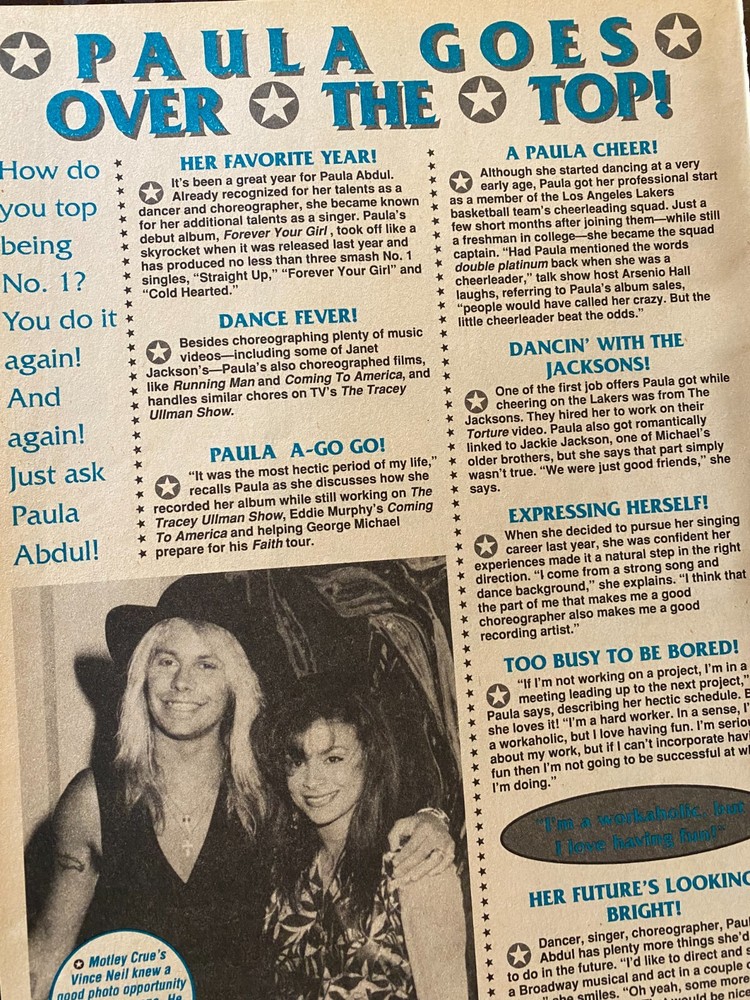 PAULA GOES
OVER THE TOP!
How do
you top
being
No. 1?
You do it
again!
And
again!
Just ask
Paula
Abdul!
HER FAVORITE YEAR!
It's been a great year for Paula Abdul.
Already recognized for her talents as a
dancer and choreographer, she became known
for her additional talents as a singer. Paula's
debut album, Forever Your Girl, took off like a
skyrocket when it was released last year and
has produced no less than three smash No. 1
singles, "Straight Up," "Forever Your Girl" and
"Cold Hearted."
DANCE FEVER!
Besides choreographing plenty of music
videos—including some of Janet
Jackson's—Paula's also choreographed films,
like Running Man and Coming To America, and
handles similar chores on TV's The Tracey
Ullman Show.
PAULA A-GO GO!
"It was the most hectic period of my life,"
recalls Paula as she discusses how she
recorded her album while still working on The
Tracey Ullman Show, Eddie Murphy's Coming
To America and helping George Michael
prepare for his Faith tour.
Motley Crue's
Vince Neil knew a
good photo opportunity
He
A PAULA CHEER!
Although she started dancing at a very
early age, Paula got her professional start
as a member of the Los Angeles Lakers
basketball team's cheerleading squad. Just a
few short months after joining them—while still
a freshman in college—she became the squad
captain. "Had Paula mentioned the words
double platinum back when she was a
cheerleader," talk show host Arsenio Hall
laughs, referring to Paula's album sales,
"people would have called her crazy. But the
little cheerleader beat the odds."
DANCIN' WITH THE
JACKSONS!
One of the first job offers Paula got while
cheering on the Lakers was from The
Jacksons. They hired her to work on their
Torture video. Paula also got romantically
linked to Jackie Jackson, one of Michael's
older brothers, but she says that part simply
wasn't true. "We were just good friends," she
says.
EXPRESSING HERSELF!
When she decided to pursue her singing
career last year, she was confident her
experiences made it a natural step in the right
direction. "I come from a strong song and
dance background," she explains. "I think that
the part of me that makes me a good
choreographer also makes me a good
recording artist."
TOO BUSY TO BE BORED!
"If I'm not working on a project, I'm in a
meeting leading up to the next project,"
Paula says, describing her hectic schedule. B
she loves it! "I'm a hard worker. In a sense, I'
a workaholic, but I love having fun. I'm seriou
about my work, but if I can't incorporate havi
fun then I'm not going to be successful at w
I'm doing."
"I'm a workaholic, but
I love having fun!"
HER FUTURE'S LOOKING
BRIGHT!
Dancer, singer, choreographer, Paul
Abdul has plenty more things she'd
to do in the future. "I'd like to direct and s
a Broadway musical and act in a couple o
she smiles. "Oh yeah, some more
would be nice